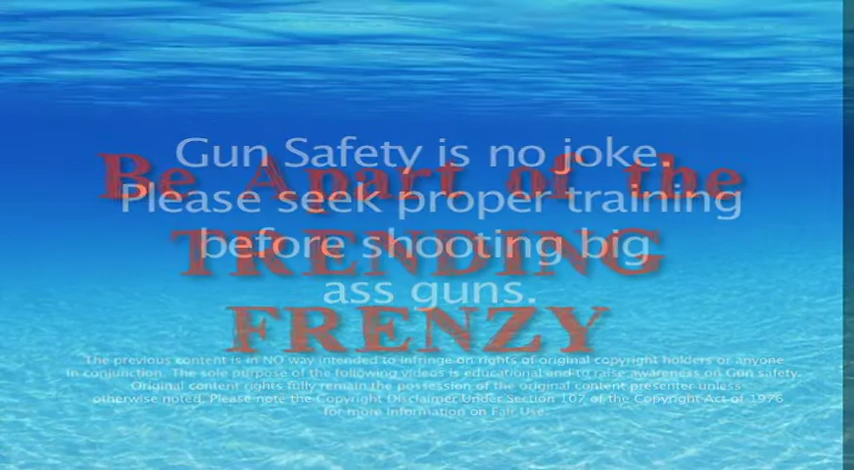 Gun Safety is no joke.
Be Apart of the
Please seek proper training
TRENDING
before shooting big
ass guns.
FRENZY
The previous content is in NO way intended to infringe on rights of original copyright holders or anyone
in conjunction. The sole purpose of the following videos is educational and to raise awareness on Gun safety.
Original content rights fully remain the possession of the original content presenter unless
otherwise noted. Please note the Copyright Disclaimer Under Section 107 of the Copyright Act of 1976
for more information on Fair Use.